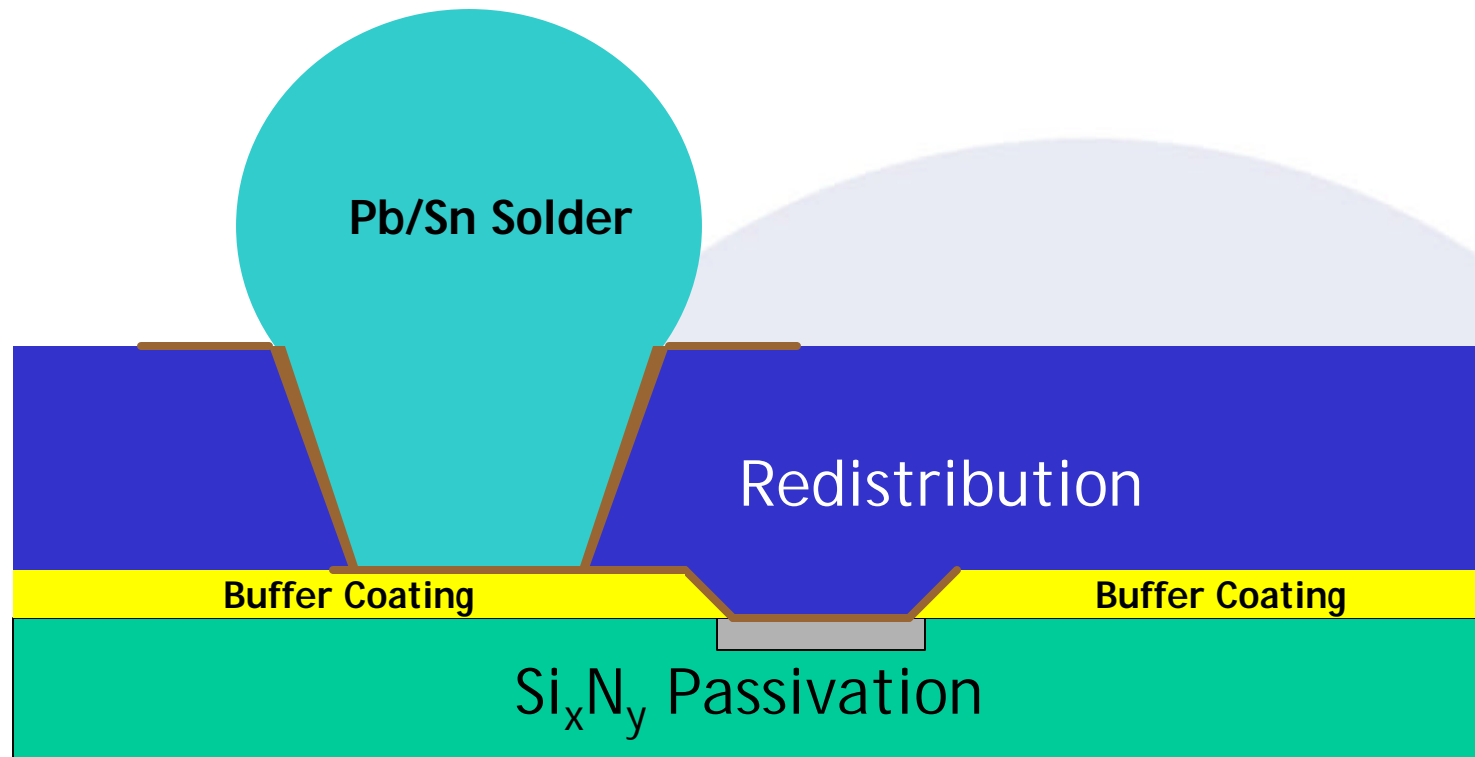 Pb/Sn Solder
Redistribution
Buffer Coating
Buffer Coating
SixNy Passivation